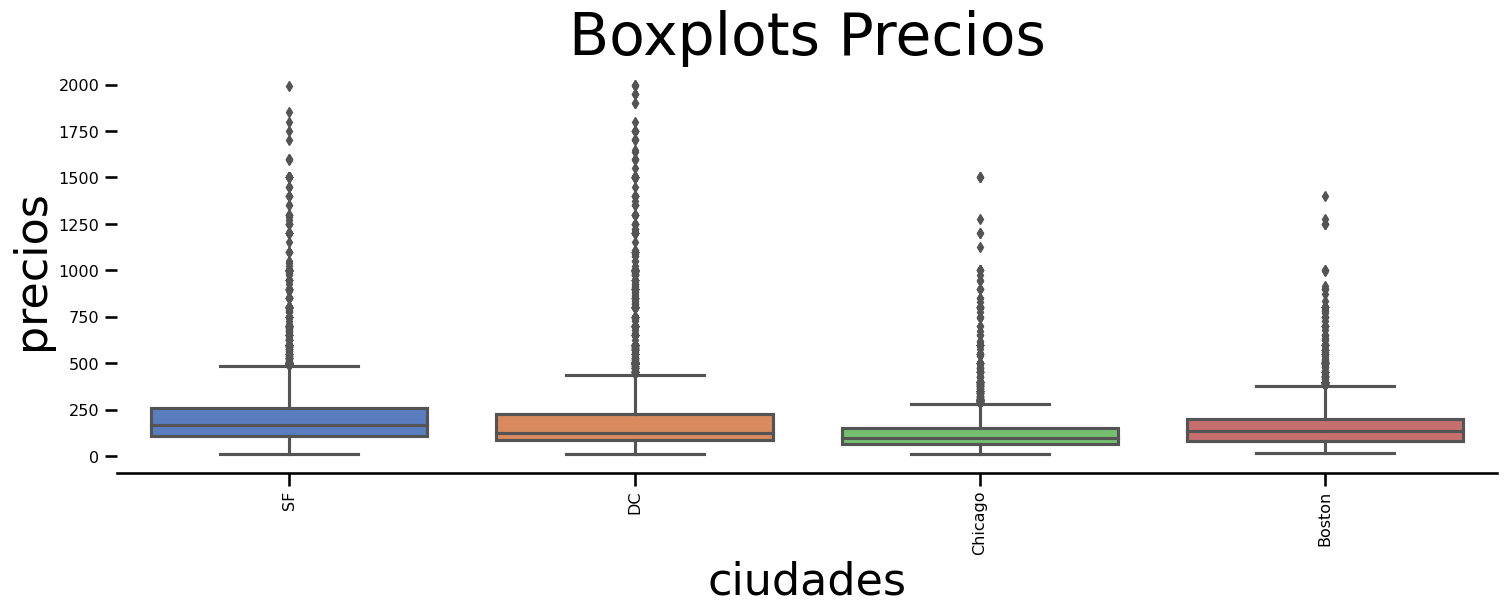 Boxplots Precios
precios
2000
1750
1500
1250
1000
750
500
250
0
SF
DC
Chicago
Boston
ciudades